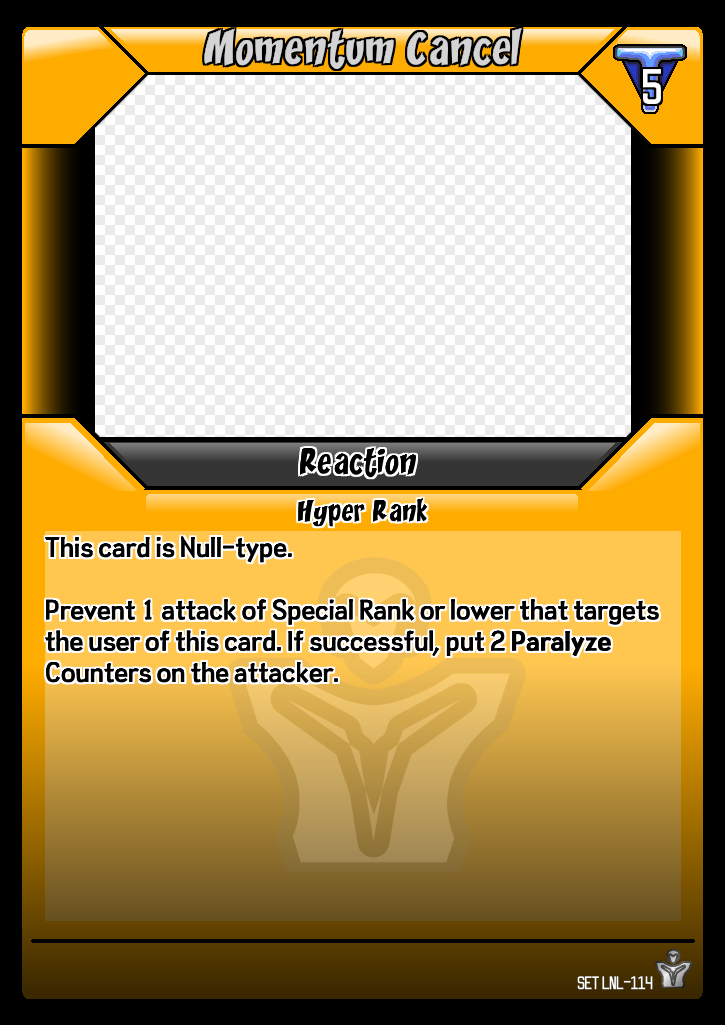 Momentum Cancel
5
Reaction
Hyper Rank
This card is Null-type.
Prevent 1 attack of Special Rank or lower that targets
the user of this card. If successful, put 2 Paralyze
Counters on the attacker.
SET LNL-114